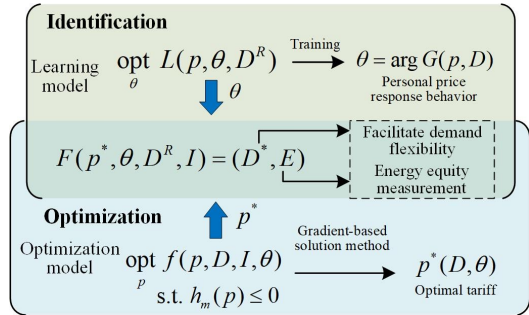 Identification
Learning model
opt L(p, θ, D^R)
θ
Training
θ = arg G(p, D)
Personal price
response behavior
θ
F(p*, θ, D^R, I) = (D*, E)
Facilitate demand
flexibility
Energy equity
measurement
Optimization
p*
Optimization
model
opt f(p, D, I, θ)
p
s.t. h_m(p) ≤ 0
Gradient-based
solution method
p*(D, θ)
Optimal tariff